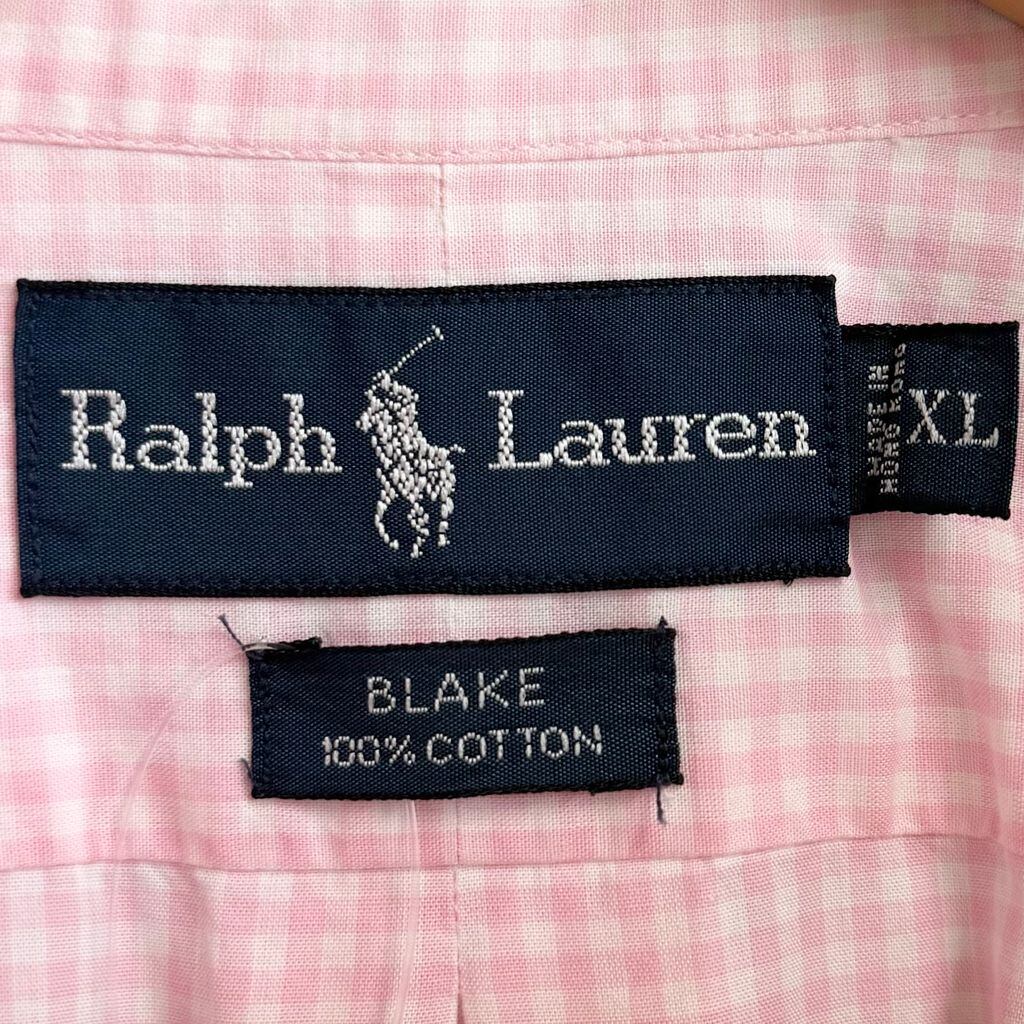 Ralph Lauren
MADE IN
HONG KONG
XL
BLAKE
100% COTTON